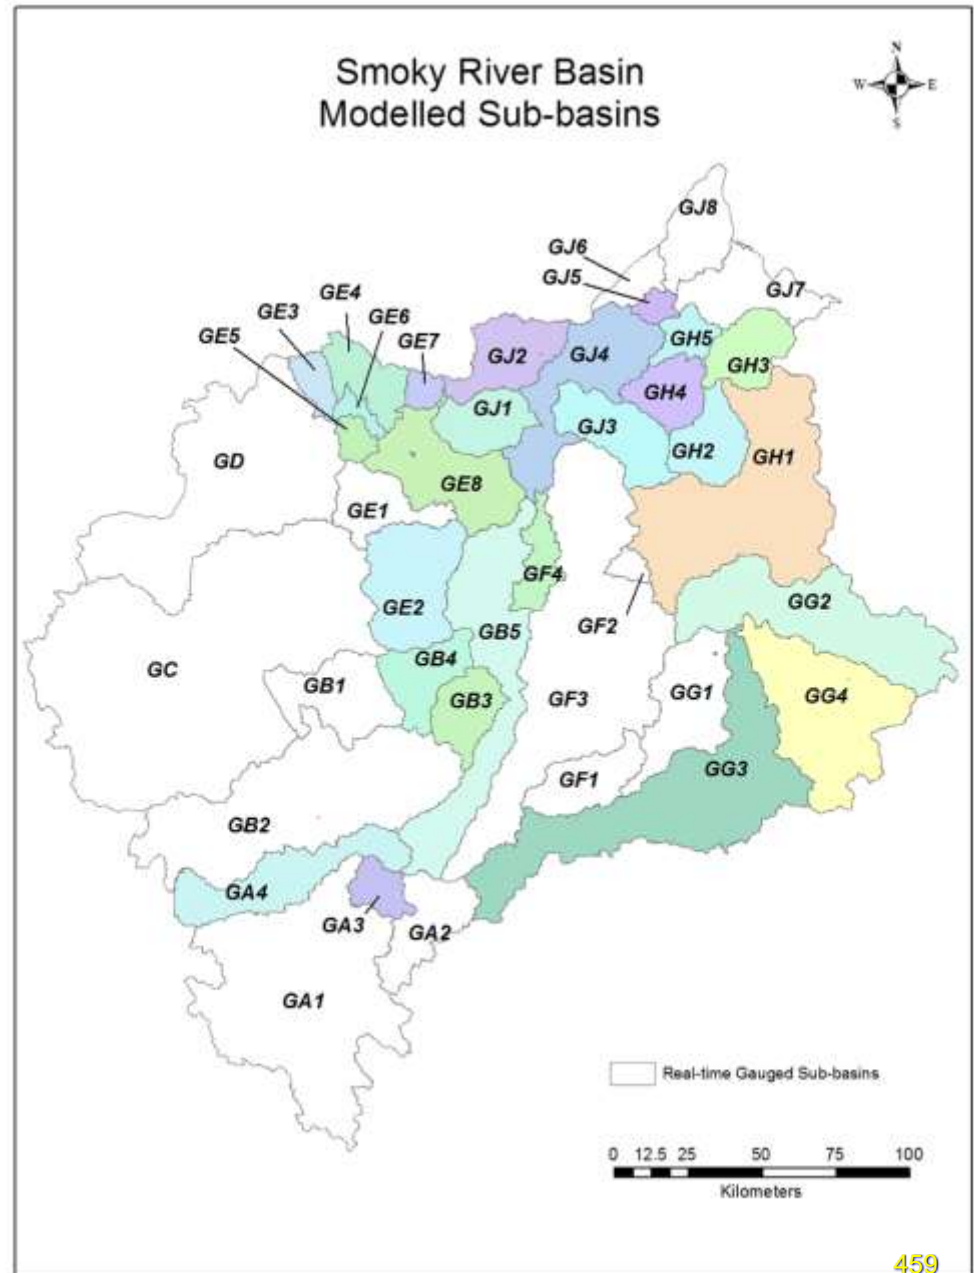 Smoky River Basin
Modelled Sub-basins
N
W E
S
GJ8
GJ6
GJ5
GJ7
GE4
GE3
GE6
GE5
GE7
GJ2
GJ4
GH5
GH3
GH4
GJ1
GJ3
GH2
GH1
GD
GE8
GE1
GF4
GE2
GB5
GF2
GG2
GC
GB4
GB1
GB3
GF3
GG1
GG4
GG3
GF1
GB2
GA4
GA3
GA2
GA1
Real-time Gauged Sub-basins
0 12.5 25 50 75 100
Kilometers
459